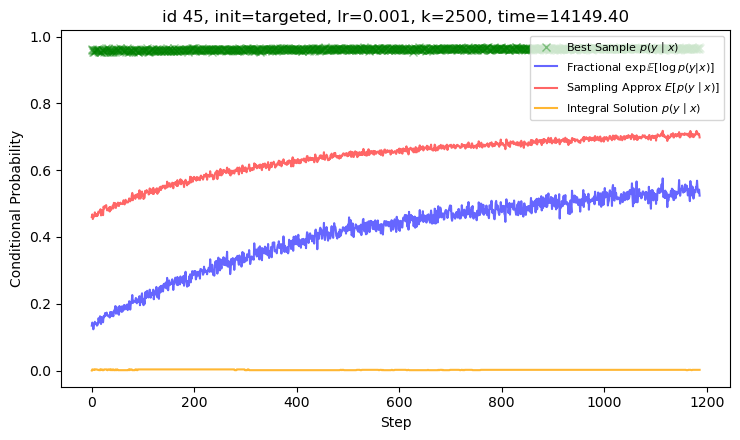 id 45, init=targeted, lr=0.001, k=2500, time=14149.40
1.0
0.8
0.6
0.4
0.2
0.0
Conditional Probability
Best Sample p(y | x)
Fractional exp𝔼[log p(y|x)]
Sampling Approx E[p(y | x)]
Integral Solution p(y | x)
0
200
400
600
800
1000
1200
Step